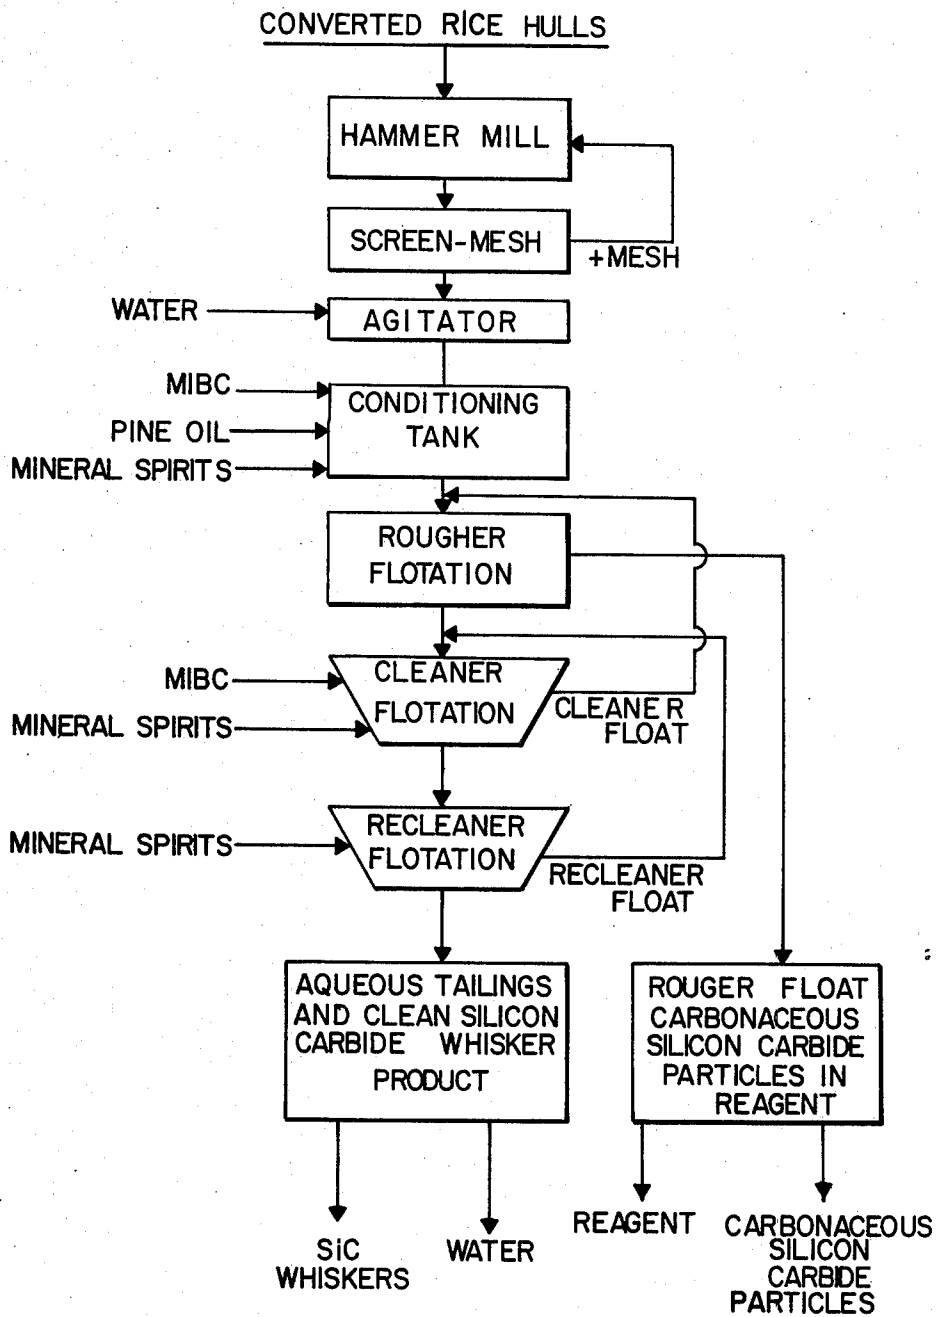 CONVERTED RICE HULLS
HAMMER MILL
SCREEN-MESH
+MESH
WATER
AGITATOR
MIBC
PINE OIL
MINERAL SPIRITS
CONDITIONING
TANK
ROUGHER
FLOTATION
MIBC
MINERAL SPIRITS
CLEANER
FLOTATION
CLEANER
FLOAT
MINERAL SPIRITS
RECLEANER
FLOTATION
RECLEANER
FLOAT
AQUEOUS TAILINGS
AND CLEAN SILICON
CARBIDE WHISKER
PRODUCT
ROUGER FLOAT
CARBONACEOUS
SILICON CARBIDE
PARTICLES IN
REAGENT
SiC
WHISKERS
WATER
REAGENT
CARBONACEOUS
SILICON
CARBIDE
PARTICLES